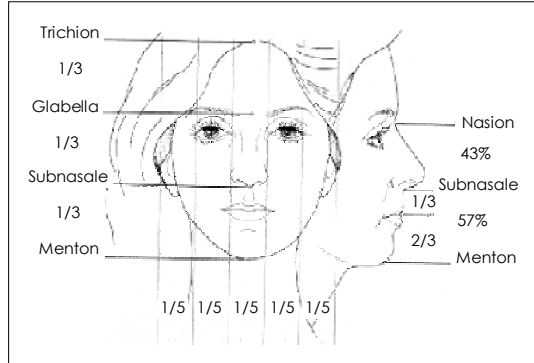 Trichion
1/3
Glabella
1/3
Subnasale
1/3
Menton
Nasion
43%
Subnasale
1/3
57%
2/3
Menton
1/5 1/5 1/5 1/5 1/5